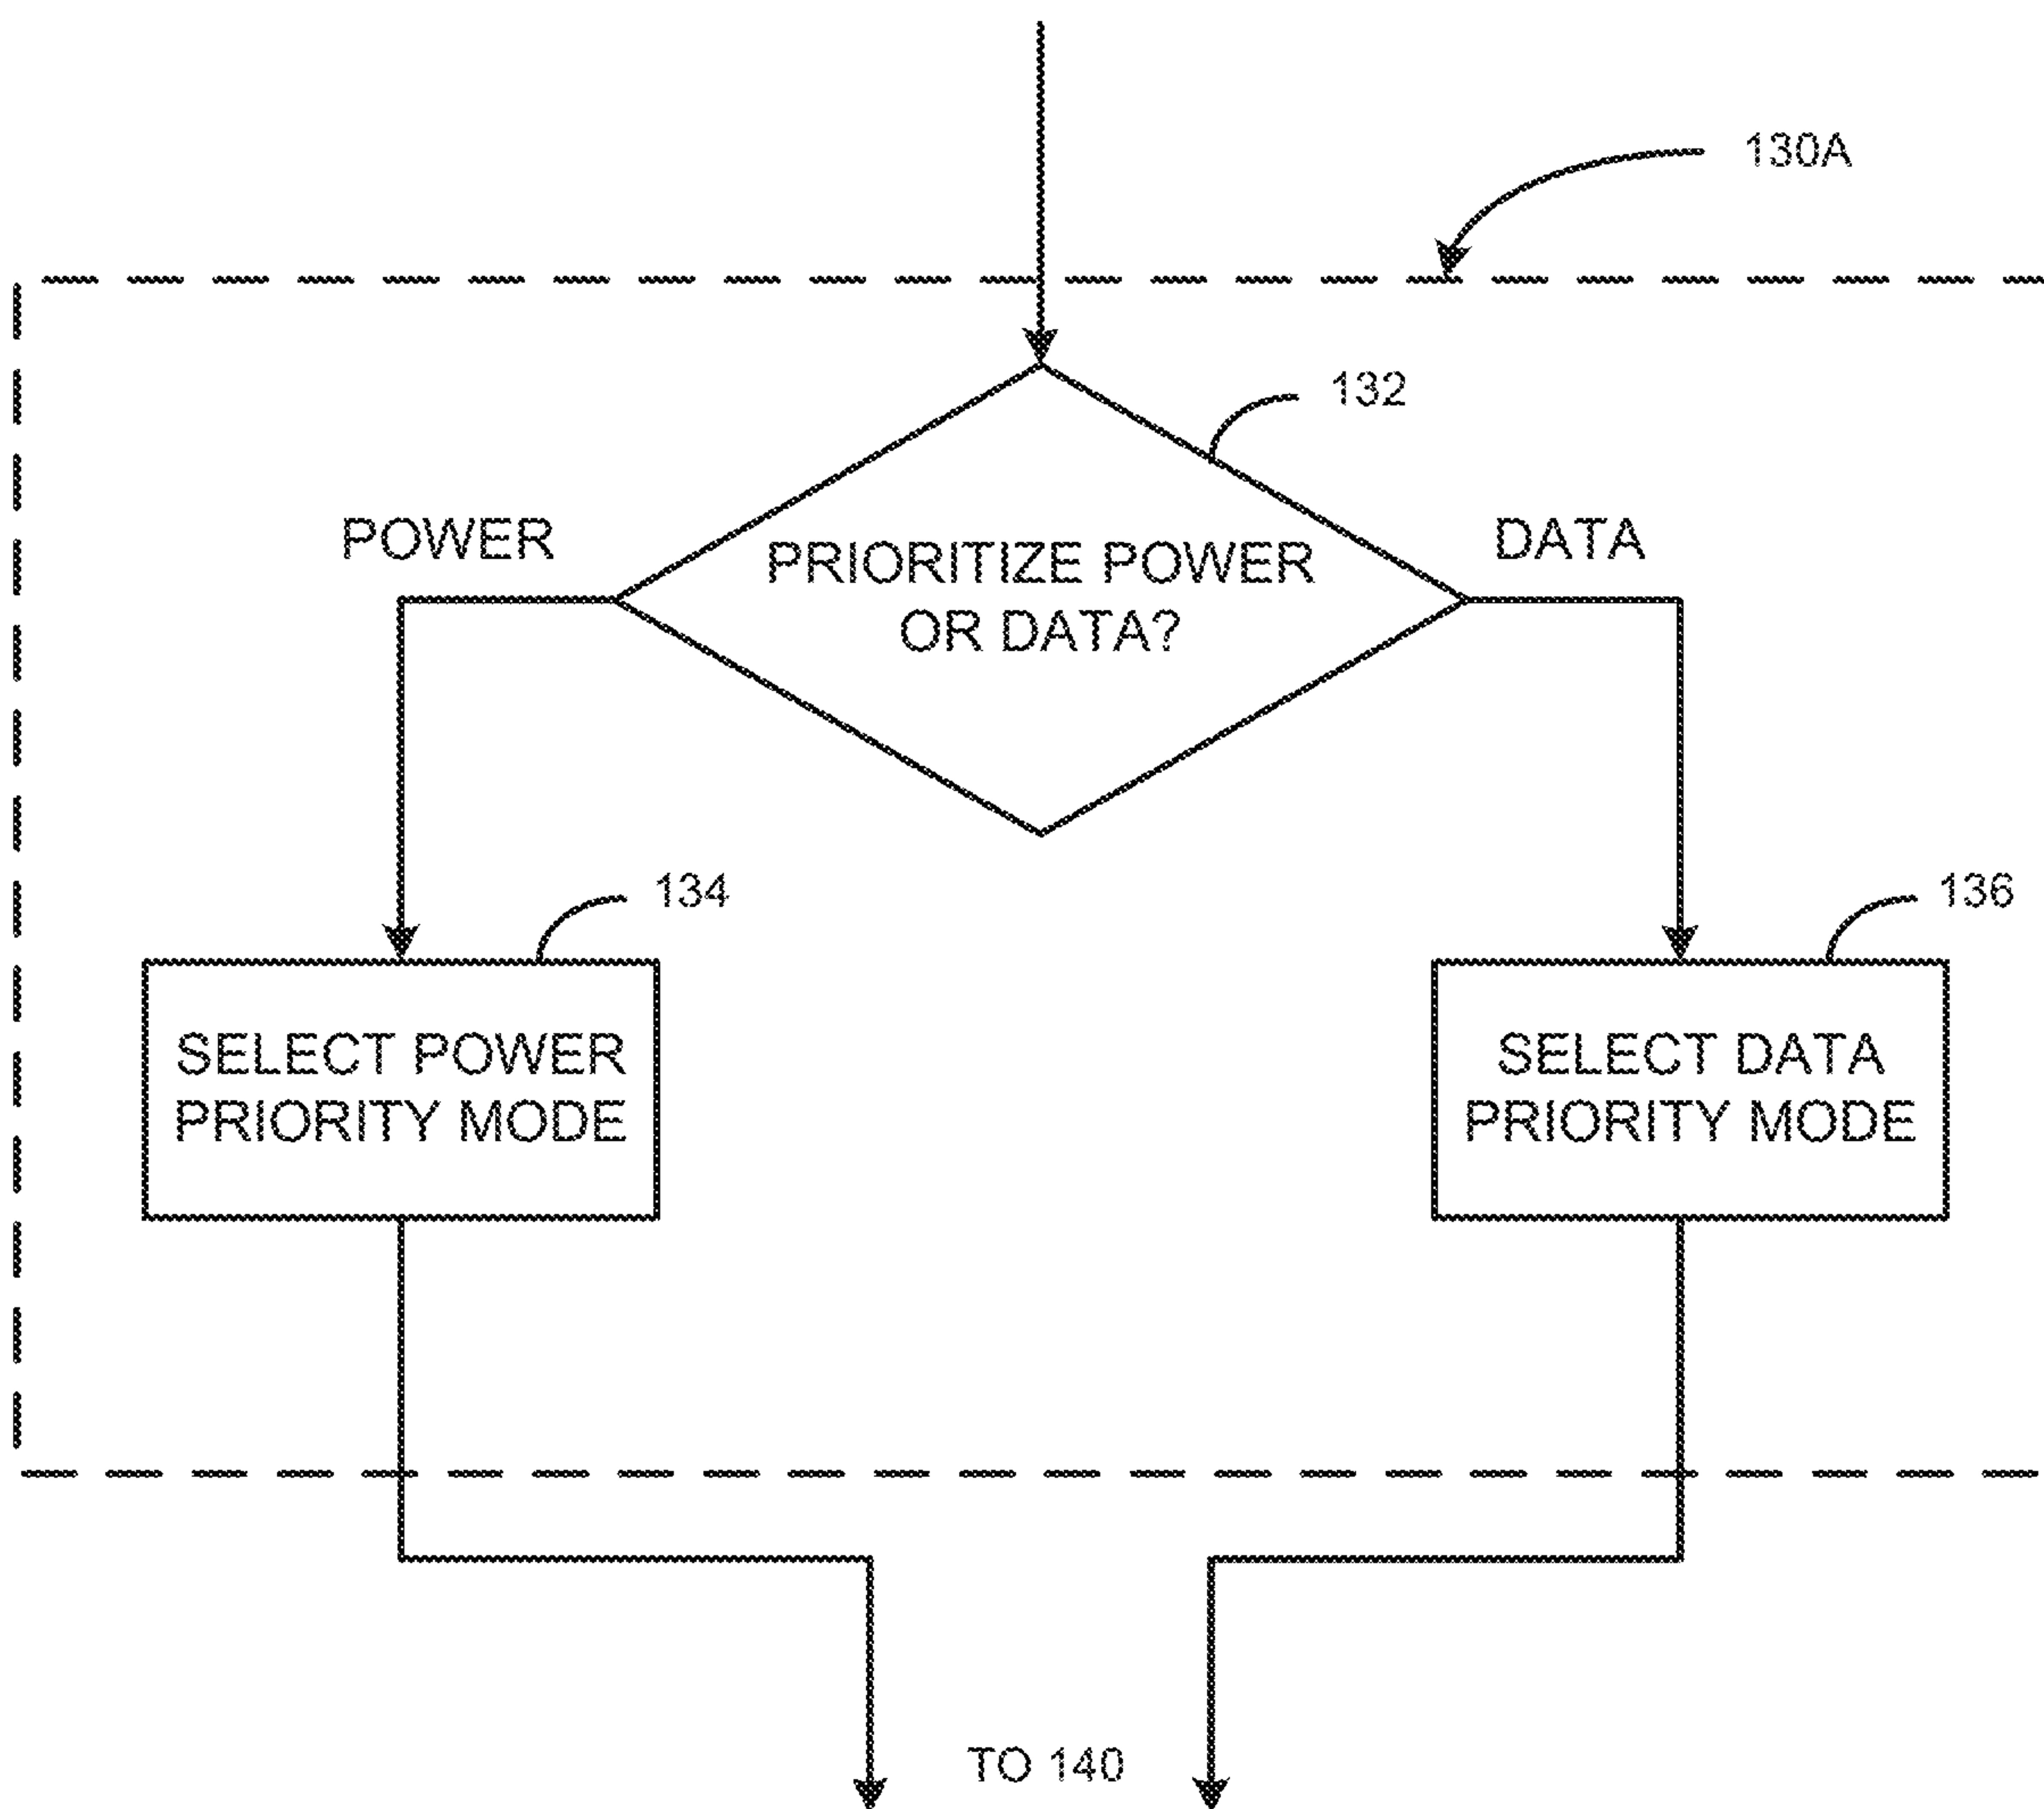 130A
132
POWER
DATA
PRIORITIZE POWER
OR DATA?
134
136
SELECT POWER
PRIORITY MODE
SELECT DATA
PRIORITY MODE
TO 140